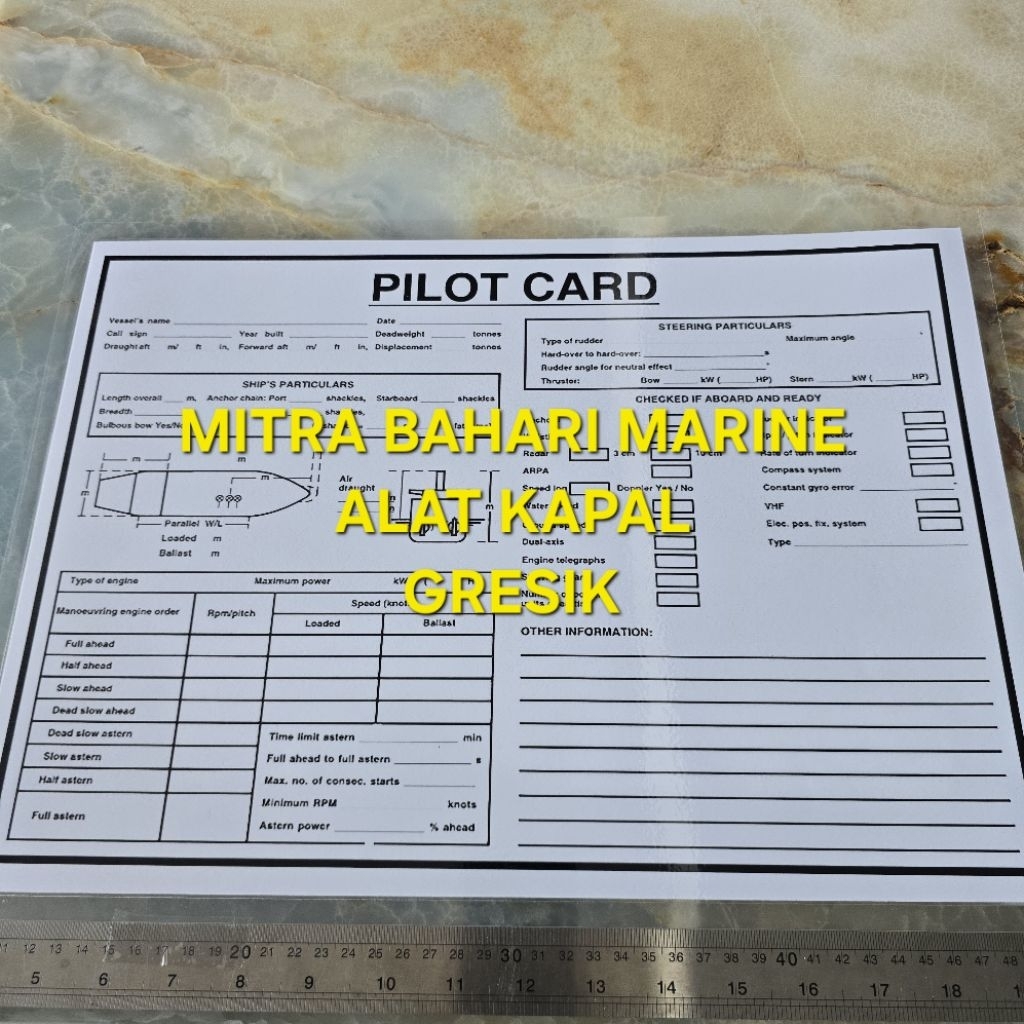 PILOT CARD
Vessel's name Date
Call sign Year built Deadweight tonnes
Draught aft m/ ft in, Forward aft m/ ft in, Displacement tonnes
SHIP'S PARTICULARS
Length overall m, Anchor chain: Port shackles, Starboard shackles
Breadth
Bulbous bow Yes/No
m m
m
m
Air
draught
m
Parallel W/L
Loaded m
Ballast m
Type of engine Maximum power kW (
Manoeuvring engine order Rpm/pitch Speed (knots
Loaded Ballast
Full ahead
Half ahead
Slow ahead
Dead slow ahead
Dead slow astern
Slow astern
Half astern
Full astern
Time limit astern min
Full ahead to full astern s
Max. no. of consec. starts
Minimum RPM knots
Astern power % ahead
STEERING PARTICULARS
Type of rudder Maximum angle °
Hard-over to hard-over: s
Rudder angle for neutral effect °
Thruster: Bow kW ( HP) Stern kW ( HP)
CHECKED IF ABOARD AND READY
Radar 3 cm 10 cm
ARPA
Speed log Doppler Yes / No
Dual-axis
Engine telegraphs
Rate of turn indicator
Compass system
Constant gyro error
VHF
Elec. pos. fix. system
Type
OTHER INFORMATION:
MITRA BAHARI MARINE
ALAT KAPAL
GRESIK
11 12 13 14 15 16 17 18 19 20 21 22 23 24 25 26 27 28 29 30 31 32 33 34 35 36 37 38 39 40 41 42 43 44 45 46 47 48
5 6 7 8 9 10 11 12 13 14 15 16 17 18